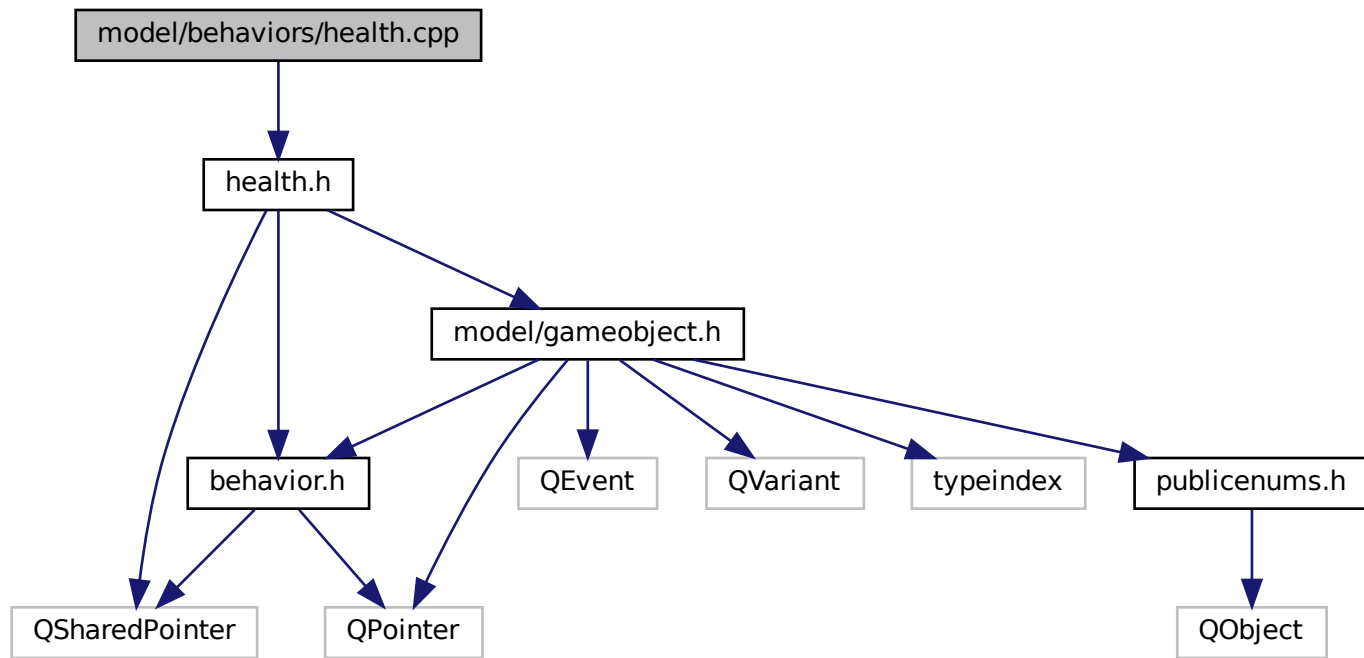 model/behaviors/health.cpp
health.h
model/gameobject.h
behavior.h
QEvent
QVariant
typeindex
publicenums.h
QSharedPointer
QPointer
QObject